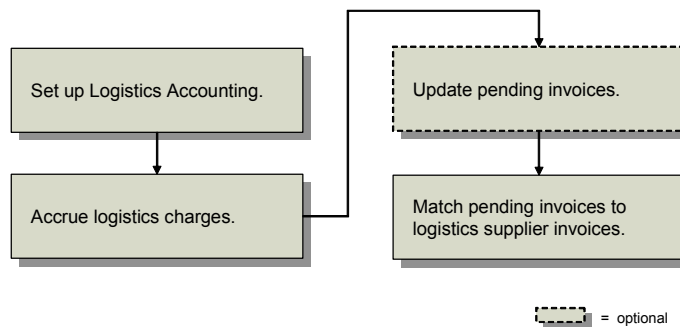 Set up Logistics Accounting.
Accrue logistics charges.
Update pending invoices.
Match pending invoices to
logistics supplier invoices.
= optional